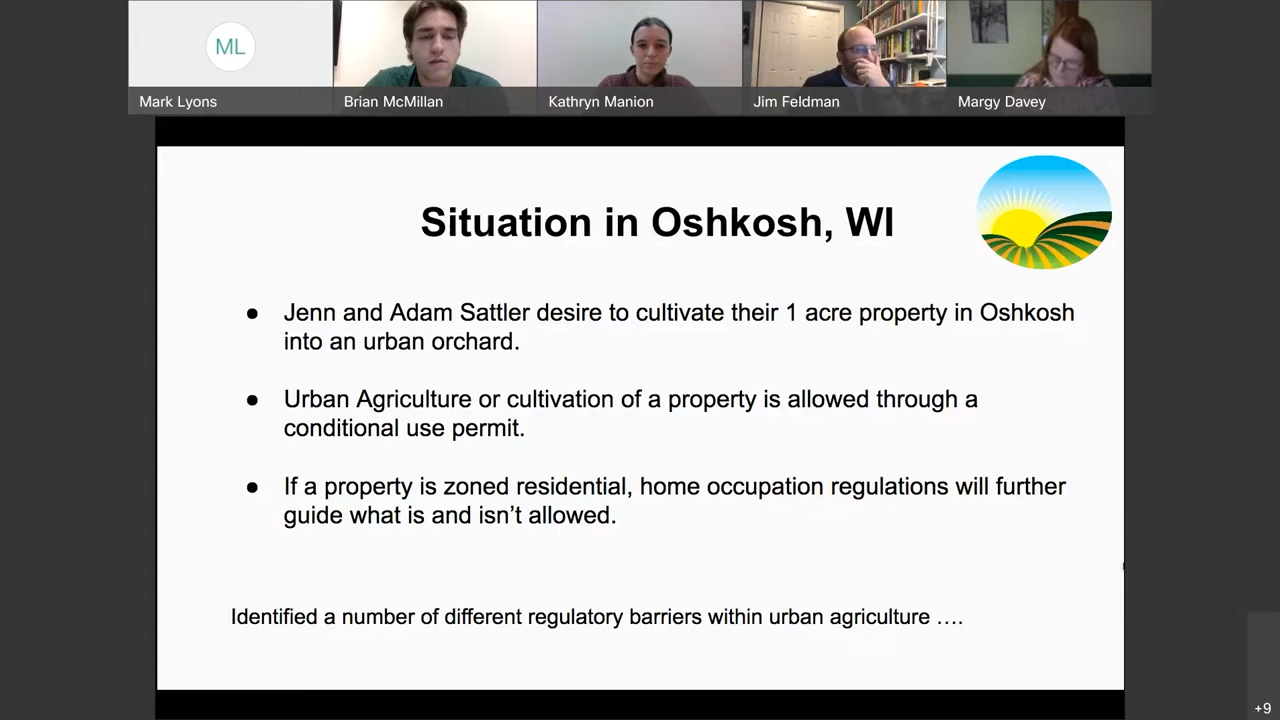 ML
Mark Lyons
Brian McMillan
Kathryn Manion
Jim Feldman
Margy Davey
Situation in Oshkosh, WI
● Jenn and Adam Sattler desire to cultivate their 1 acre property in Oshkosh
into an urban orchard.
● Urban Agriculture or cultivation of a property is allowed through a
conditional use permit.
● If a property is zoned residential, home occupation regulations will further
guide what is and isn't allowed.
Identified a number of different regulatory barriers within urban agriculture ....
+9